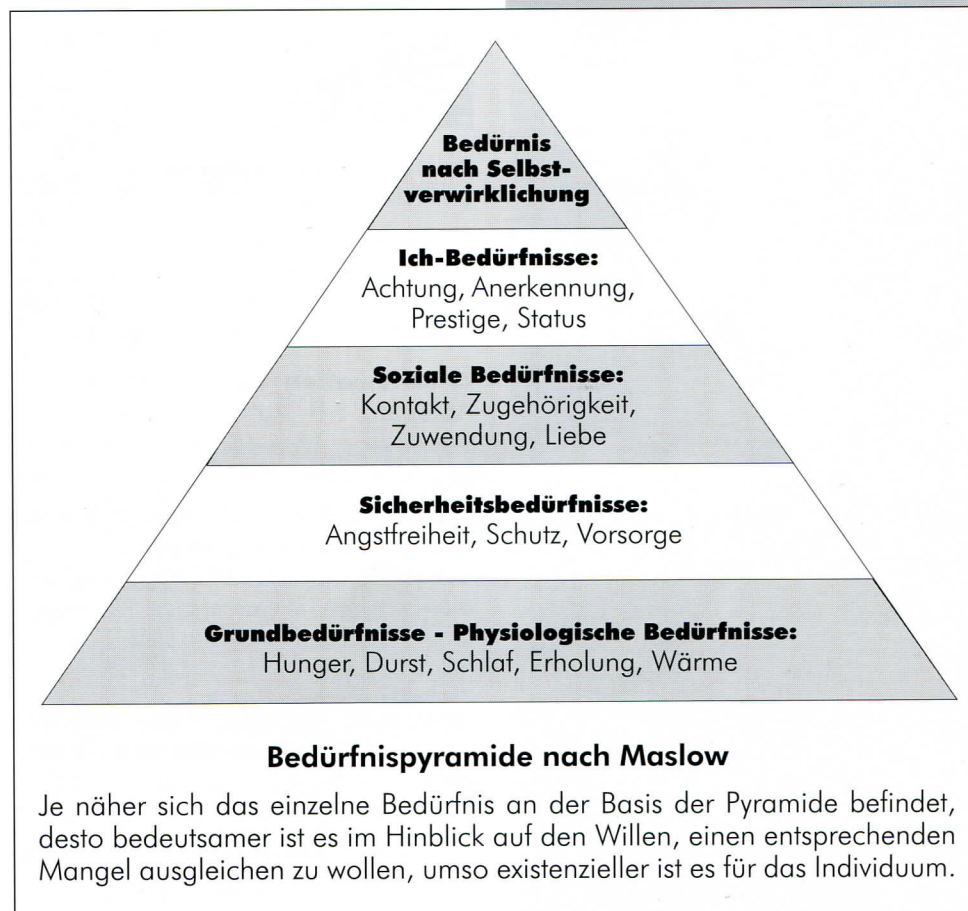 Bedürnis
nach Selbst-
verwirklichung
Ich-Bedürfnisse:
Achtung, Anerkennung,
Prestige, Status
Soziale Bedürfnisse:
Kontakt, Zugehörigkeit,
Zuwendung, Liebe
Sicherheitsbedürfnisse:
Angstfreiheit, Schutz, Vorsorge
Grundbedürfnisse - Physiologische Bedürfnisse:
Hunger, Durst, Schlaf, Erholung, Wärme
Bedürfnispyramide nach Maslow
Je näher sich das einzelne Bedürfnis an der Basis der Pyramide befindet,
desto bedeutsamer ist es im Hinblick auf den Willen, einen entsprechenden
Mangel ausgleichen zu wollen, umso existenzieller ist es für das Individuum.